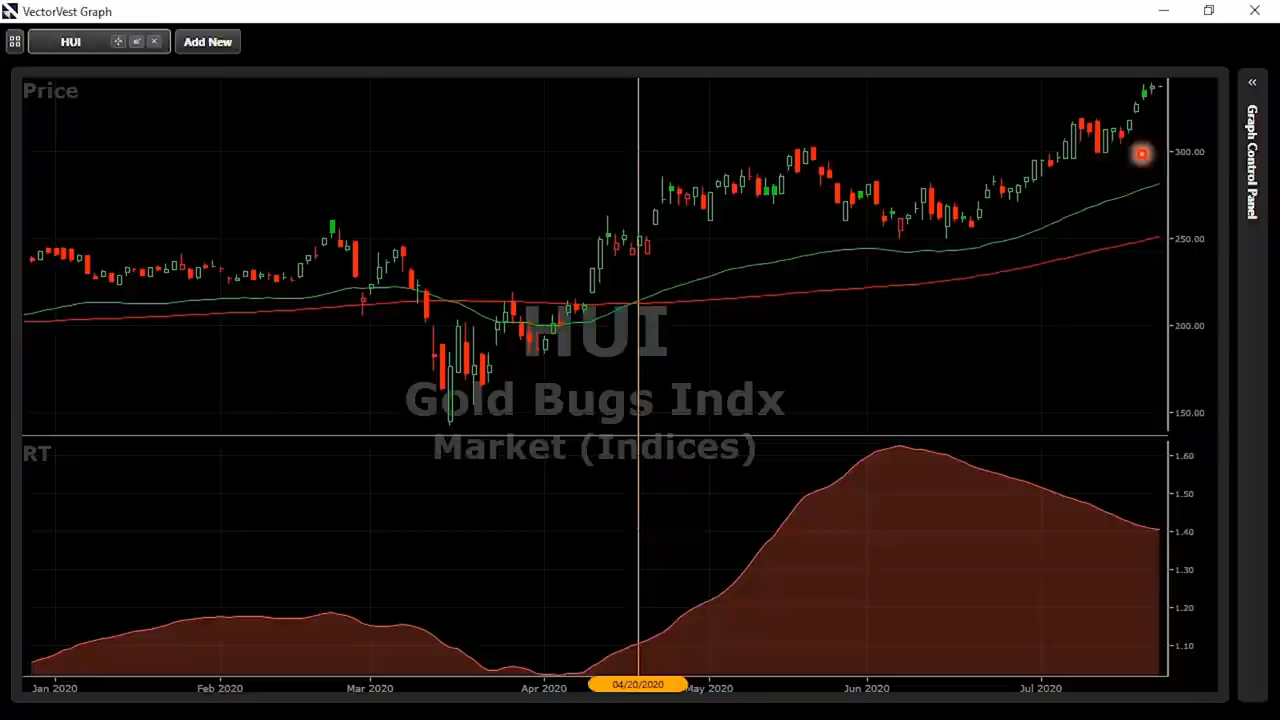 VectorVest Graph
HUI
Add New
Price
Graph Control Panel
300.00
250.00
200.00
150.00
HUI
Gold Bugs Indx
Market (Indices)
RT
1.60
1.50
1.40
1.30
1.20
1.10
Jan 2020
Feb 2020
Mar 2020
Apr 2020
04/20/2020
May 2020
Jun 2020
Jul 2020